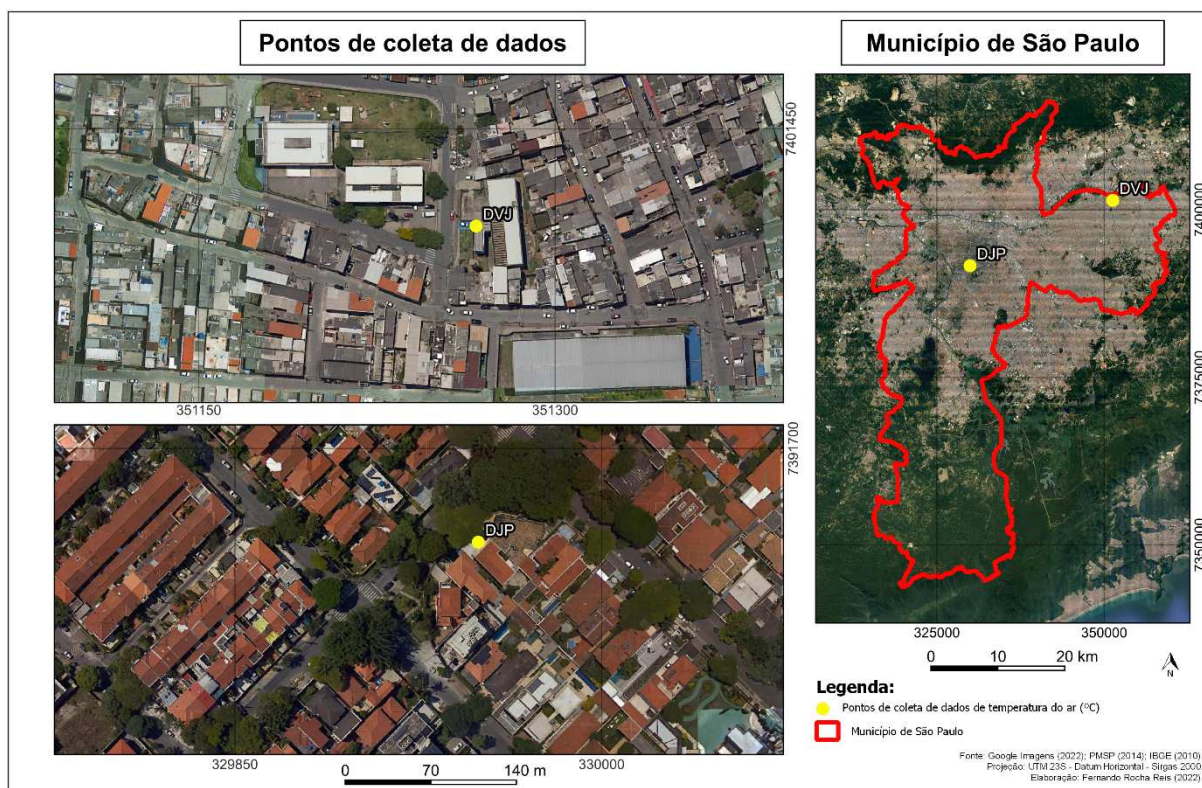 Pontos de coleta de dados
Município de São Paulo
DVJ
7401450
351150
351300
DJP
7391700
329850
330000
0 70 140 m
DVJ
DJP
7400000
7375000
7350000
325000
350000
0 10 20 km
N
Legenda:
Pontos de coleta de dados de temperatura do ar (ºC)
Município de São Paulo
Fonte: Google Imagens (2022); PMSP (2014); IBGE (2010)
Projeção: UTM 23S - Datum Horizontal - Sirgas 2000
Elaboração: Fernando Rocha Reis (2022)